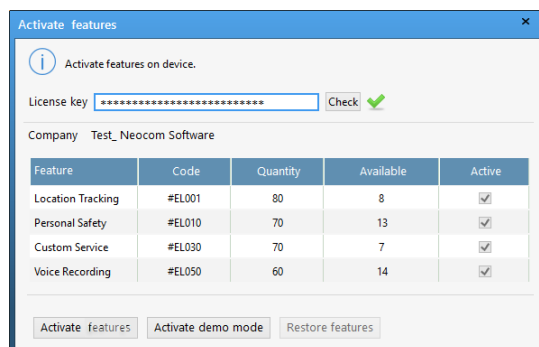 Activate features
Activate features on device.
License key ************************** Check
Company Test_ Neocom Software
Feature Code Quantity Available Active
Location Tracking #EL001 80 8
Personal Safety #EL010 70 13
Custom Service #EL030 70 7
Voice Recording #EL050 60 14
Activate features Activate demo mode Restore features